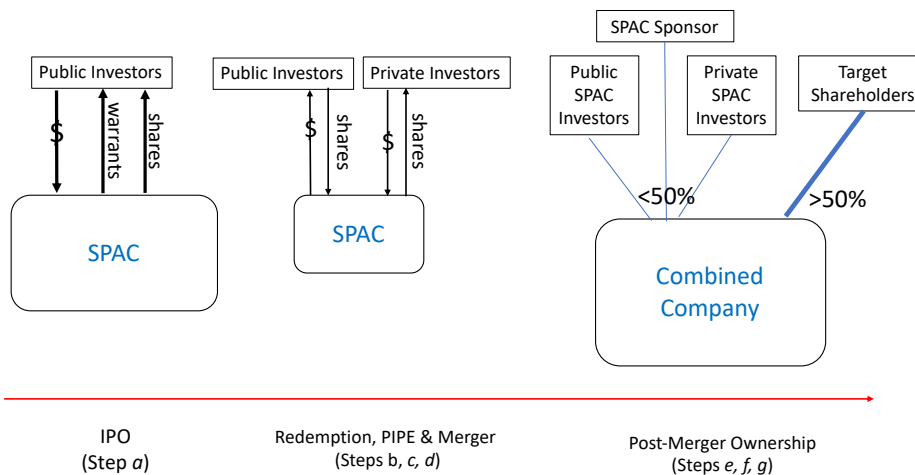 Public Investors
$
warrants
shares
SPAC
IPO
(Step a)
Public Investors
Private Investors
$
shares
$
shares
SPAC
Redemption, PIPE & Merger
(Steps b, c, d)
SPAC Sponsor
Public
SPAC
Investors
Private
SPAC
Investors
Target
Shareholders
<50%
>50%
Combined
Company
Post-Merger Ownership
(Steps e, f, g)